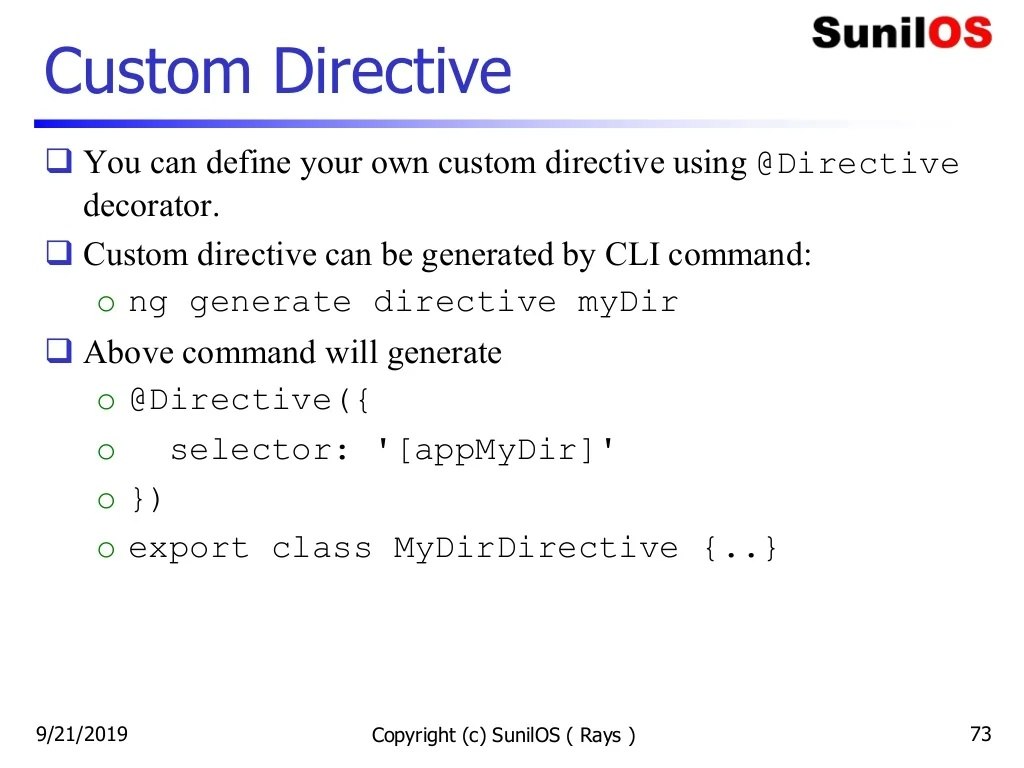 SunilOS
Custom Directive
You can define your own custom directive using @Directive
decorator.
Custom directive can be generated by CLI command:
ng generate directive myDir
Above command will generate
@Directive({
selector: '[appMyDir]'
})
export class MyDirDirective {..}
9/21/2019
Copyright (c) SunilOS ( Rays )
73